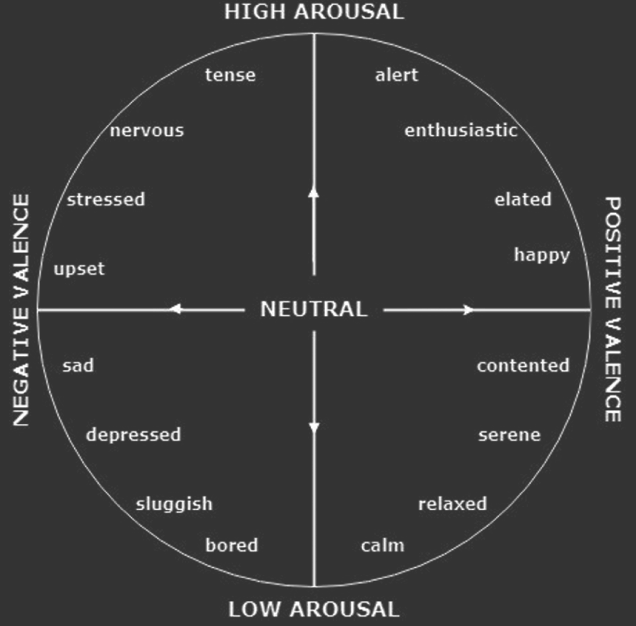 HIGH AROUSAL
tense
alert
nervous
enthusiastic
stressed
elated
happy
upset
NEGATIVE VALENCE
NEUTRAL
POSITIVE VALENCE
sad
contented
depressed
serene
sluggish
relaxed
bored
calm
LOW AROUSAL